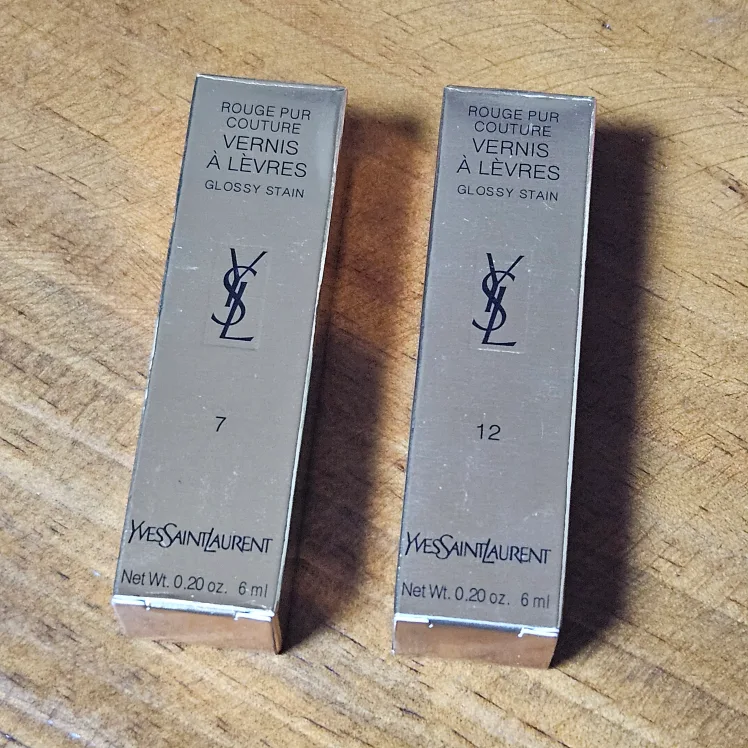 ROUGE PUR
COUTURE
VERNIS
À LÈVRES
GLOSSY STAIN
YSL
7
YVESSAINTLAURENT
Net Wt. 0.20 oz. 6 ml
ROUGE PUR
COUTURE
VERNIS
À LÈVRES
GLOSSY STAIN
YSL
12
YVESSAINTLAURENT
Net Wt. 0.20 oz. 6 ml